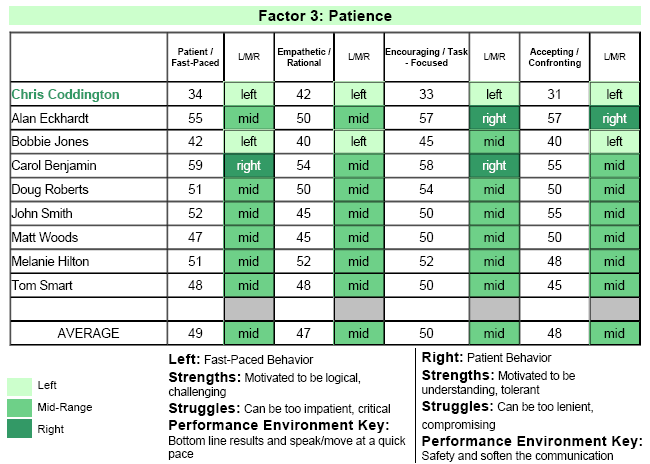 Factor 3: Patience
Patient / Fast-Paced L/M/R Empathetic / Rational L/M/R Encouraging / Task - Focused L/M/R Accepting / Confronting L/M/R
Chris Coddington 34 left 42 left 33 left 31 left
Alan Eckhardt 55 mid 50 mid 57 right 57 right
Bobbie Jones 42 left 40 left 45 mid 40 left
Carol Benjamin 59 right 54 mid 58 right 55 mid
Doug Roberts 51 mid 50 mid 54 mid 50 mid
John Smith 52 mid 45 mid 50 mid 55 mid
Matt Woods 47 mid 45 mid 50 mid 50 mid
Melanie Hilton 51 mid 52 mid 52 mid 48 mid
Tom Smart 48 mid 48 mid 50 mid 45 mid
AVERAGE 49 mid 47 mid 50 mid 48 mid
Left
Mid-Range
Right
Left: Fast-Paced Behavior
Strengths: Motivated to be logical,
challenging
Struggles: Can be too impatient, critical
Performance Environment Key:
Bottom line results and speak/move at a quick
pace
Right: Patient Behavior
Strengths: Motivated to be
understanding, tolerant
Struggles: Can be too lenient,
compromising
Performance Environment Key:
Safety and soften the communication